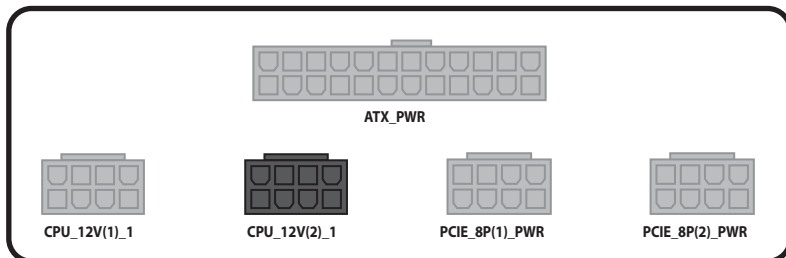 ATX_PWR
CPU_12V(1)_1
CPU_12V(2)_1
PCIE_8P(1)_PWR
PCIE_8P(2)_PWR